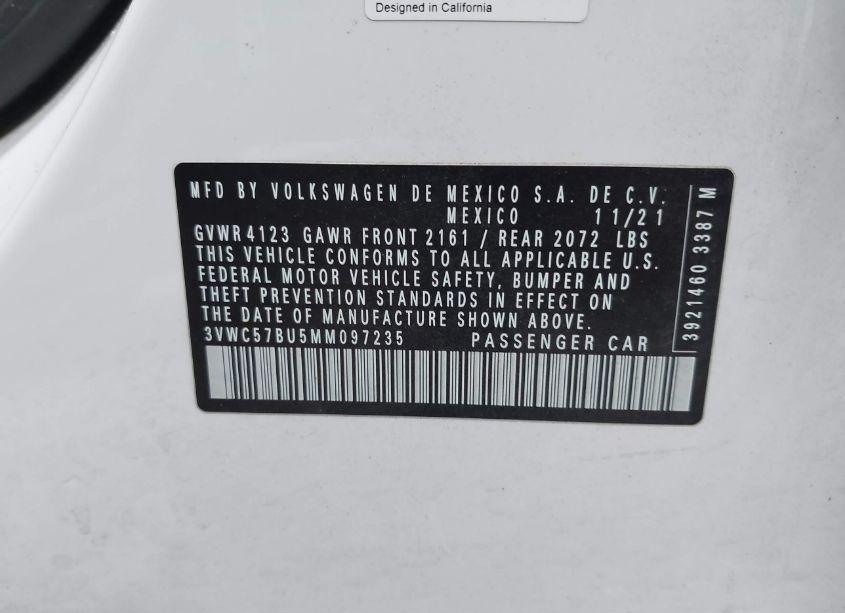 Designed in California
MFD BY VOLKSWAGEN DE MEXICO S.A. DE C.V.
MEXICO 11/21
GVWR 4123 GAWR FRONT 2161 / REAR 2072 LBS
THIS VEHICLE CONFORMS TO ALL APPLICABLE U.S.
FEDERAL MOTOR VEHICLE SAFETY, BUMPER AND
THEFT PREVENTION STANDARDS IN EFFECT ON
THE DATE OF MANUFACTURE SHOWN ABOVE.
3VWC57BU5MM097235 PASSENGER CAR
3921460 3387 M